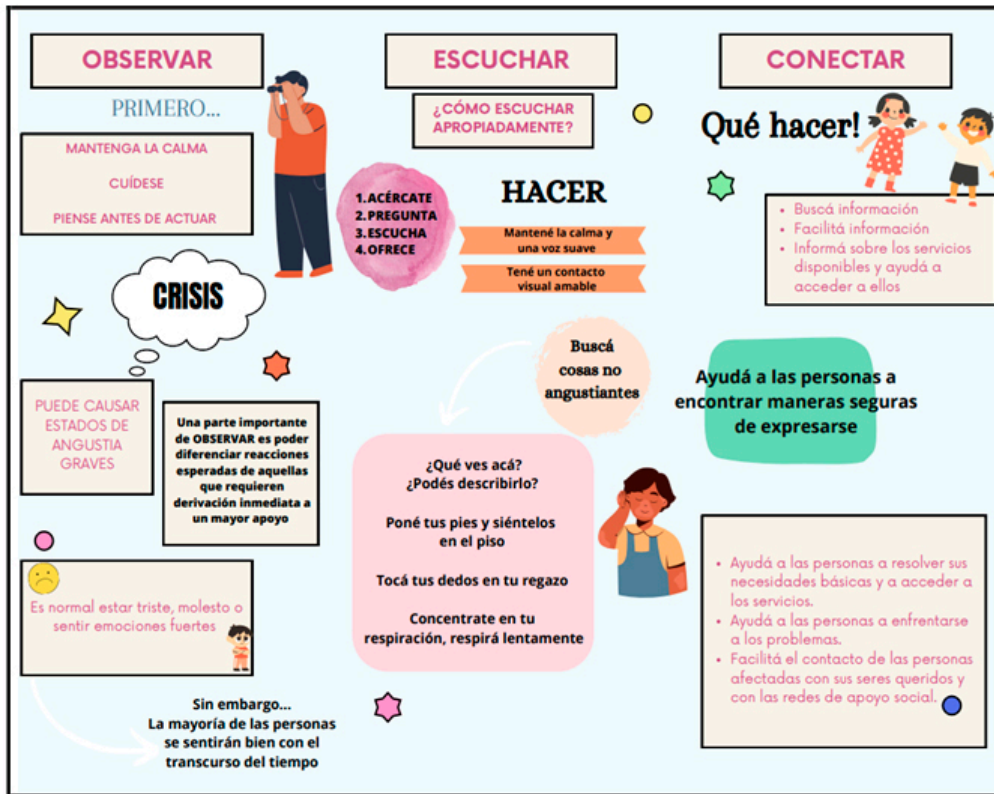 OBSERVAR
PRIMERO...
MANTENGA LA CALMA
CUÍDESE
PIENSE ANTES DE ACTUAR
CRISIS
PUEDE CAUSAR
ESTADOS DE
ANGUSTIA
GRAVES
Una parte importante
de OBSERVAR es poder
diferenciar reacciones
esperadas de aquellas
que requieren
derivación inmediata a
un mayor apoyo
Es normal estar triste, molesto o
sentir emociones fuertes
Sin embargo...
La mayoría de las personas
se sentirán bien con el
transcurso del tiempo
ESCUCHAR
¿CÓMO ESCUCHAR
APROPIADAMENTE?
1.ACÉRCATE
2. PREGUNTA
3. ESCUCHA
4. OFRECE
HACER
Mantené la calma y
una voz suave
Tené un contacto
visual amable
Buscá
cosas no
angustiantes
¿Qué ves acá?
¿Podés describirlo?
Poné tus pies y siéntelos
en el piso
Tocá tus dedos en tu regazo
Concentrate en tu
respiración, respirá lentamente
CONECTAR
Qué hacer!
• Buscá información
• Facilitá información
• Informá sobre los servicios
disponibles y ayudá a
acceder a ellos
Ayudá a las personas a
encontrar maneras seguras
de expresarse
• Ayudá a las personas a resolver sus
necesidades básicas y a acceder a
los servicios.
• Ayudá a las personas a enfrentarse
a los problemas.
• Facilitá el contacto de las personas
afectadas con sus seres queridos y
con las redes de apoyo social.